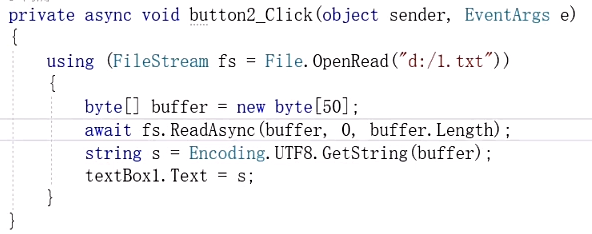 private async void button2_Click(object sender, EventArgs e)
{
using (FileStream fs = File.OpenRead("d:/1.txt"))
{
byte[] buffer = new byte[50];
await fs.ReadAsync(buffer, 0, buffer.Length);
string s = Encoding.UTF8.GetString(buffer);
textBox1.Text = s;
}
}